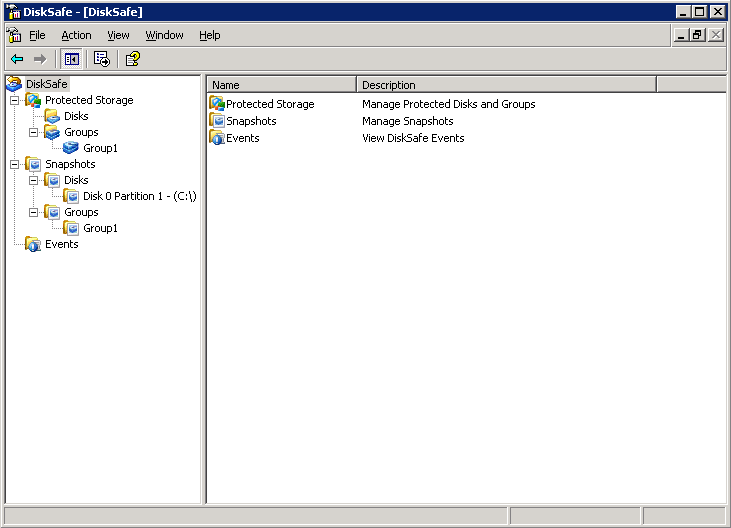 DiskSafe - [DiskSafe]
File Action View Window Help
DiskSafe
Protected Storage
Disks
Groups
Group1
Snapshots
Disks
Disk 0 Partition 1 - (C:\)
Groups
Group1
Events
Name Description
Protected Storage Manage Protected Disks and Groups
Snapshots Manage Snapshots
Events View DiskSafe Events